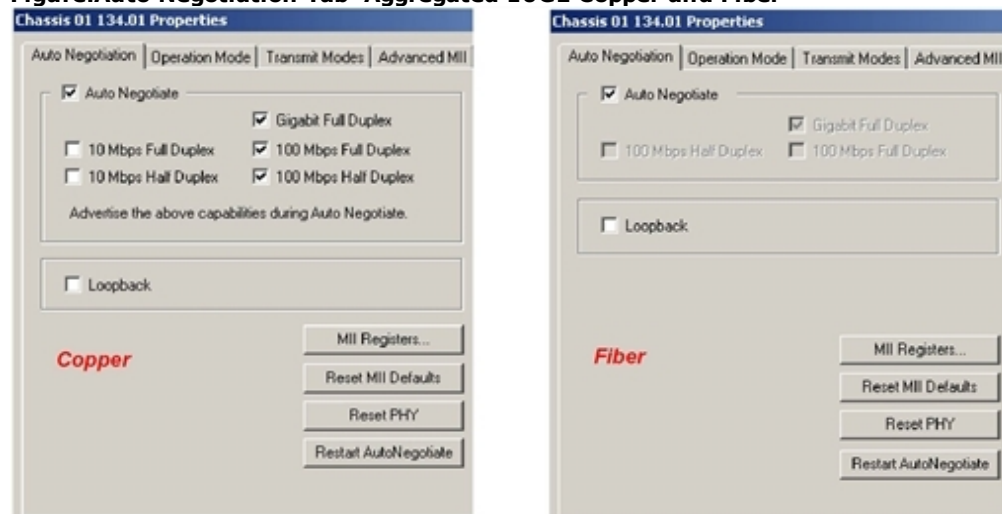 Figure:Auto Negotiation Tab- Aggregated 10GE Copper and Fiber
Chassis 01 134.01 Properties
Auto Negotiation Operation Mode Transmit Modes Advanced MII
Auto Negotiate
Gigabit Full Duplex
10 Mbps Full Duplex 100 Mbps Full Duplex
10 Mbps Half Duplex 100 Mbps Half Duplex
Advertise the above capabilities during Auto Negotiate.
Loopback
Copper
MII Registers...
Reset MII Defaults
Reset PHY
Restart AutoNegotiate
Chassis 01 134.01 Properties
Auto Negotiation Operation Mode Transmit Modes Advanced MII
Auto Negotiate
Gigabit Full Duplex
100 Mbps Half Duplex 100 Mbps Full Duplex
Loopback
Fiber
MII Registers...
Reset MII Defaults
Reset PHY
Restart AutoNegotiate